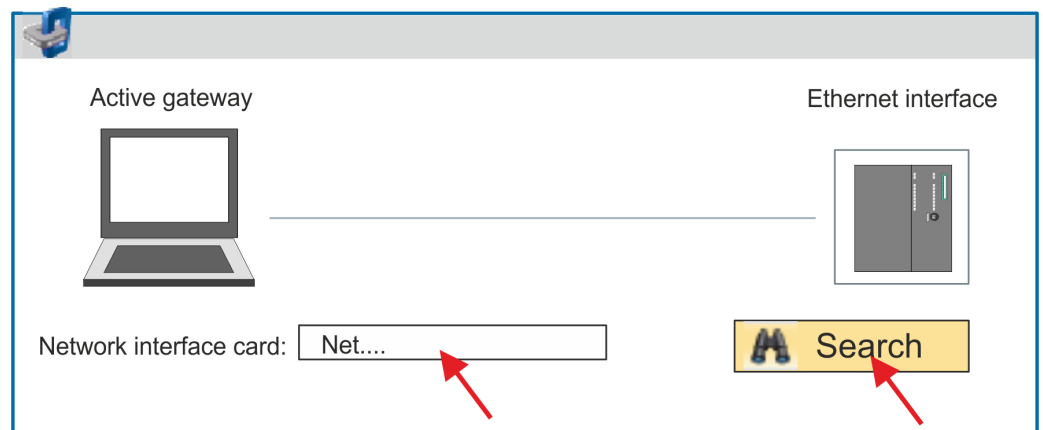 Active gateway
Ethernet interface
Network interface card:
Net....
Search